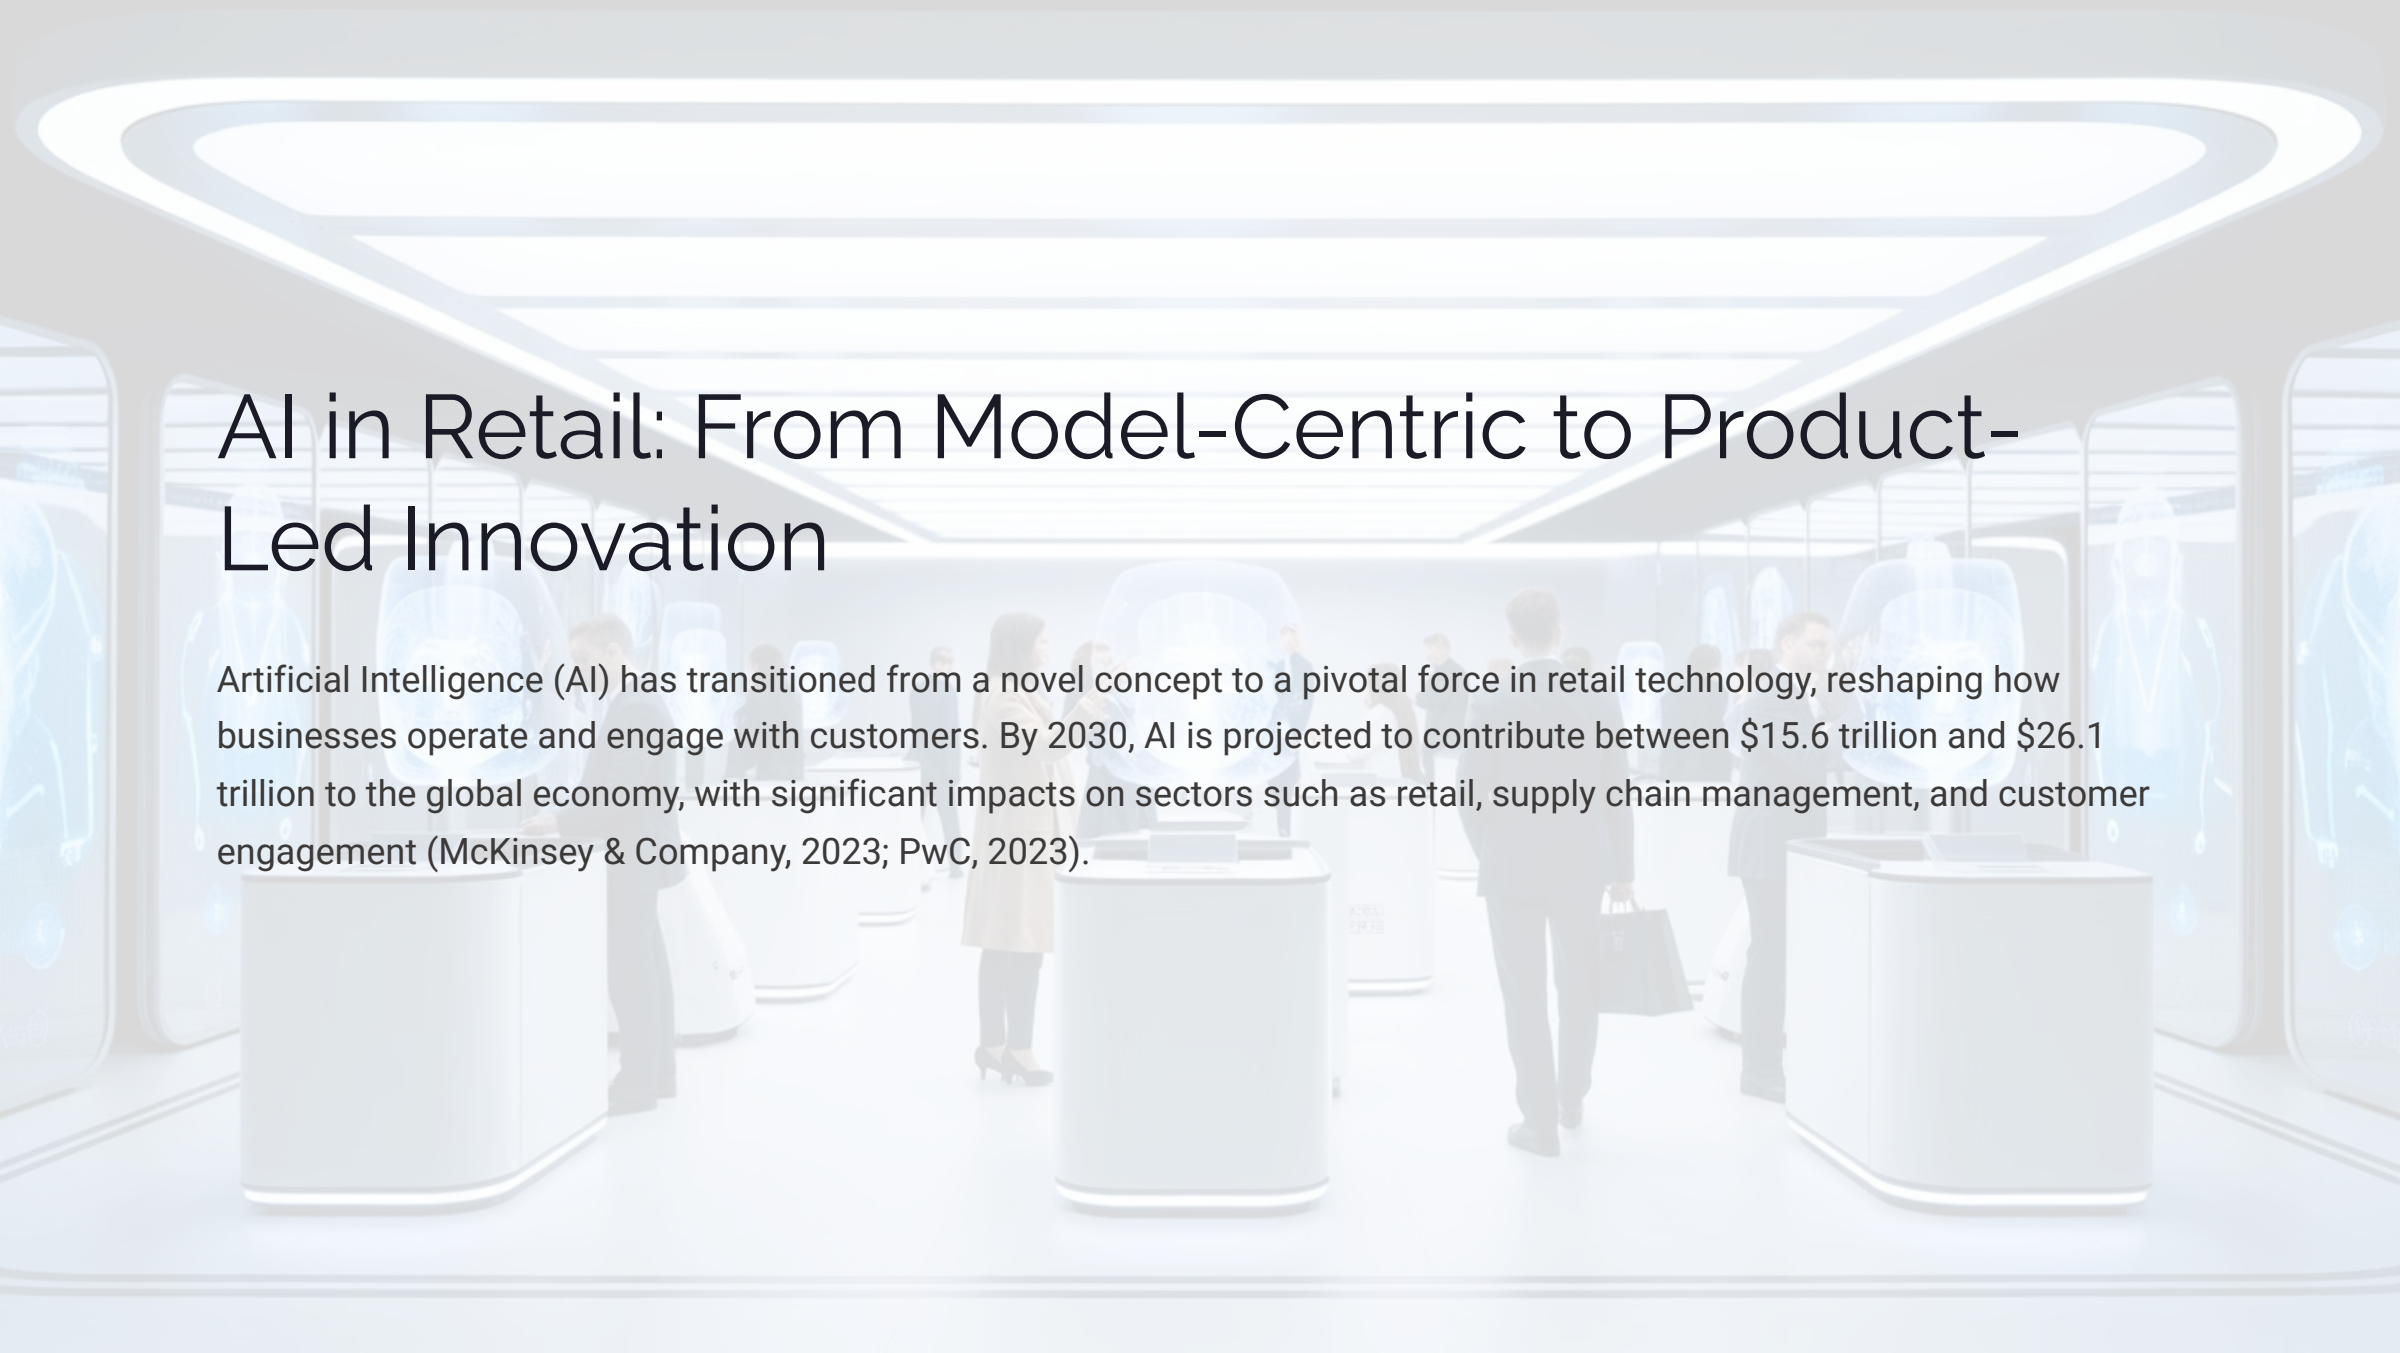 AI in Retail: From Model-Centric to Product-
Led Innovation
Artificial Intelligence (AI) has transitioned from a novel concept to a pivotal force in retail technology, reshaping how
businesses operate and engage with customers. By 2030, AI is projected to contribute between $15.6 trillion and $26.1
trillion to the global economy, with significant impacts on sectors such as retail, supply chain management, and customer
engagement (McKinsey & Company, 2023; PwC, 2023).